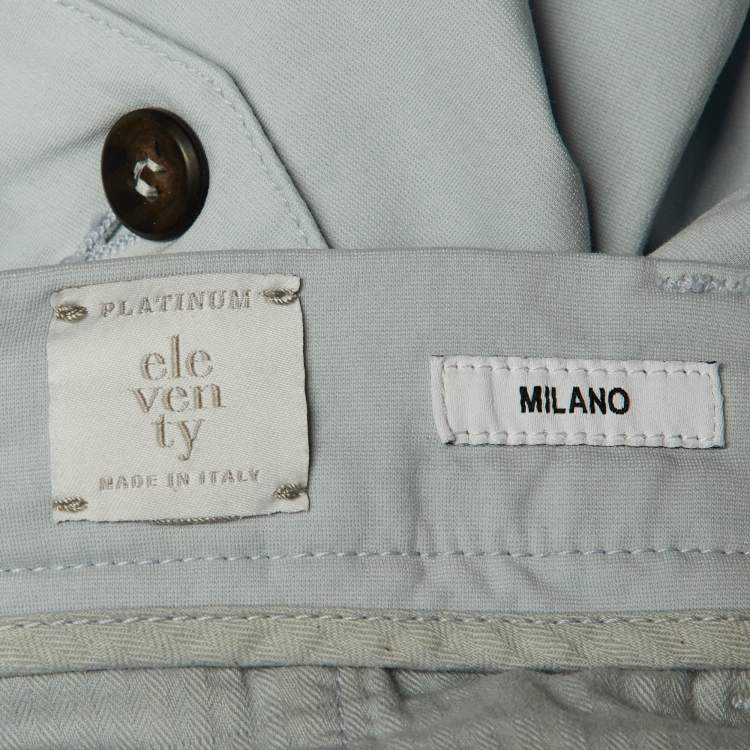 PLATINUM
ele
ven
ty
MADE IN ITALY
MILANO